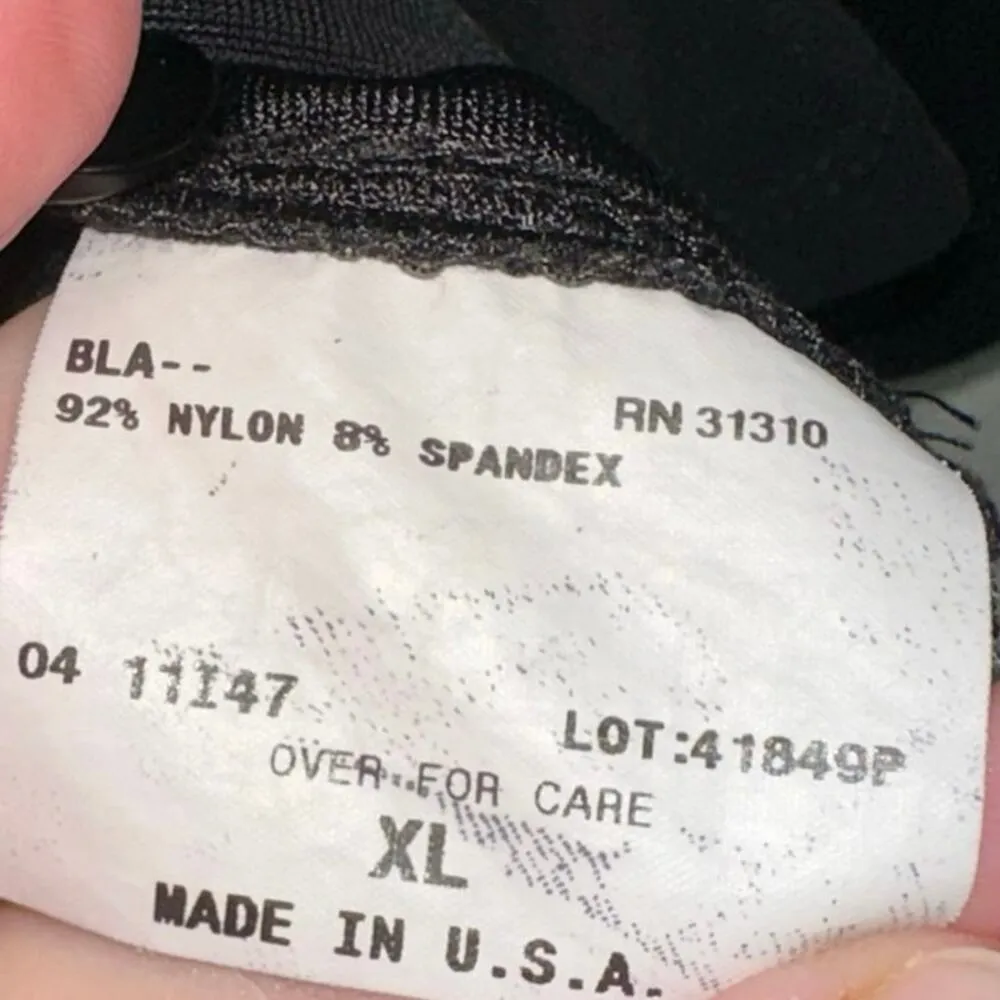 BLA--
RN 31310
92% NYLON 8% SPANDEX
04 11147
LOT:41849P
OVER FOR CARE
XL
MADE IN U.S.A.